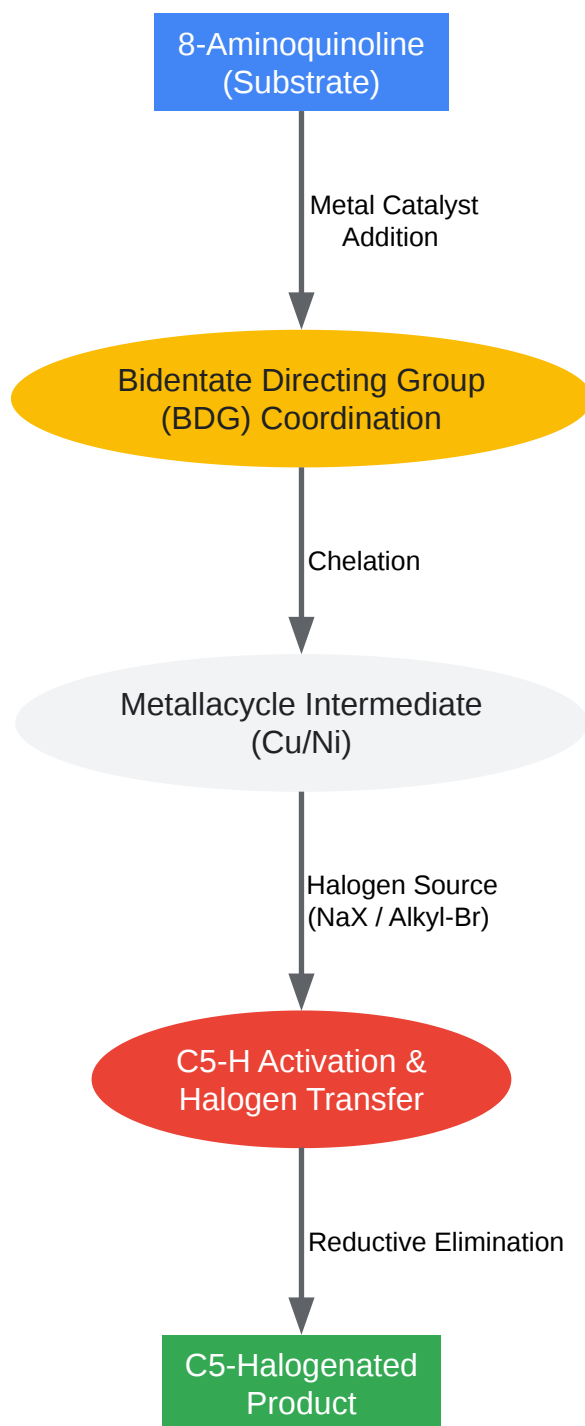 8-Aminoquinoline
(Substrate)
Metal Catalyst
Addition
Bidentate Directing Group
(BDG) Coordination
Chelation
Metallacycle Intermediate
(Cu/Ni)
Halogen Source
(NaX / Alkyl-Br)
C5-H Activation &
Halogen Transfer
Reductive Elimination
C5-Halogenated
Product